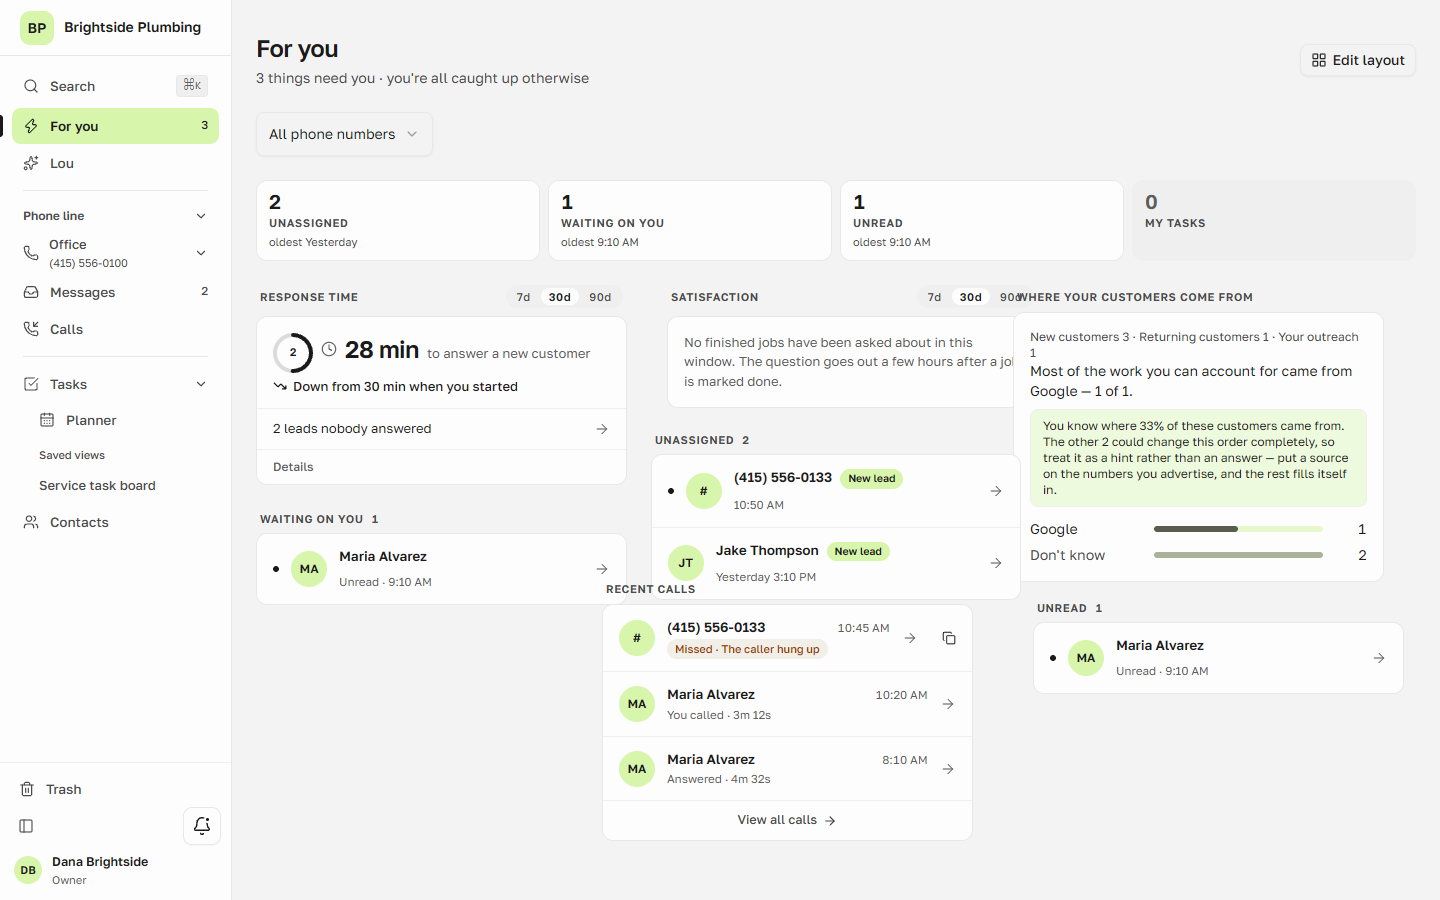 BP Brightside Plumbing
Search ⌘K
For you 3
Lou
Phone line
Office
(415) 556-0100
Messages 2
Calls
Tasks
Planner
Saved views
Service task board
Contacts
Trash
DB Dana Brightside
Owner
For you
3 things need you · you're all caught up otherwise
Edit layout
All phone numbers
2
UNASSIGNED
oldest Yesterday
1
WAITING ON YOU
oldest 9:10 AM
1
UNREAD
oldest 9:10 AM
0
MY TASKS
RESPONSE TIME 7d 30d 90d
2 28 min to answer a new customer
Down from 30 min when you started
2 leads nobody answered
Details
WAITING ON YOU 1
MA Maria Alvarez
Unread · 9:10 AM
SATISFACTION 7d 30d 90d
No finished jobs have been asked about in this
window. The question goes out a few hours after a
is marked done.
UNASSIGNED 2
# (415) 556-0133 New lead
10:50 AM
JT Jake Thompson New lead
Yesterday 3:10 PM
RECENT CALLS
# (415) 556-0133 10:45 AM
Missed · The caller hung up
MA Maria Alvarez 10:20 AM
You called · 3m 12s
MA Maria Alvarez 8:10 AM
Answered · 4m 32s
View all calls
WHERE YOUR CUSTOMERS COME FROM
New customers 3 · Returning customers 1 · Your outreach
1
Most of the work you can account for came from
Google — 1 of 1.
You know where 33% of these customers came from.
The other 2 could change this order completely, so
treat it as a hint rather than an answer — put a source
on the numbers you advertise, and the rest fills itself
in.
Google 1
Don't know 2
UNREAD 1
MA Maria Alvarez
Unread · 9:10 AM